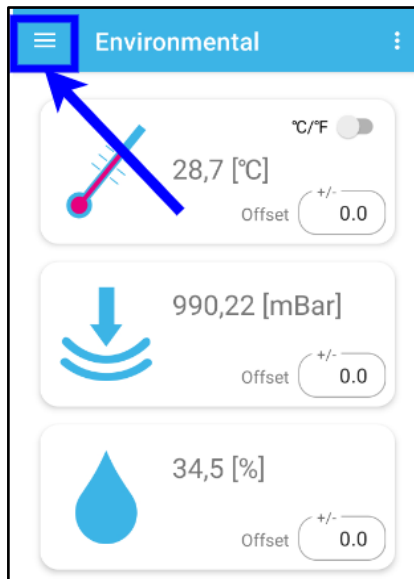 Environmental
℃/℉
28,7 [℃]
+/-
Offset 0.0
990,22 [mBar]
+/-
Offset 0.0
34,5 [%]
+/-
Offset 0.0